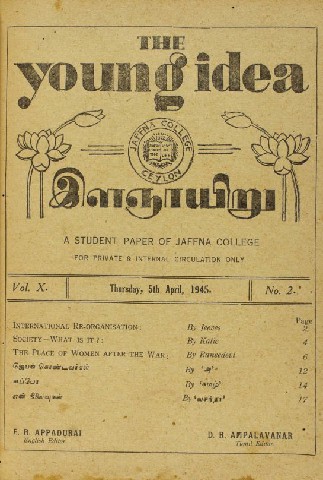 THE
young idea
JAFFNA COLLEGE
CEYLON
இளஞாயிறு
A STUDENT PAPER OF JAFFNA COLLEGE
FOR PRIVATE & INTERNAL CIRCULATION ONLY
Vol. X. Thursday, 5th April, 1945. No. 2.
Page
INTERNATIONAL RE-ORGANISATION: By 2
SOCIETY—WHAT IS IT?: By Katie 4
THE PLACE OF WOMEN AFTER THE WAR: By 6
By 12
By 14
By 17
E. R. APPADURAI
English Editor
D. H. AMPALAVANAR
Tamil Editor